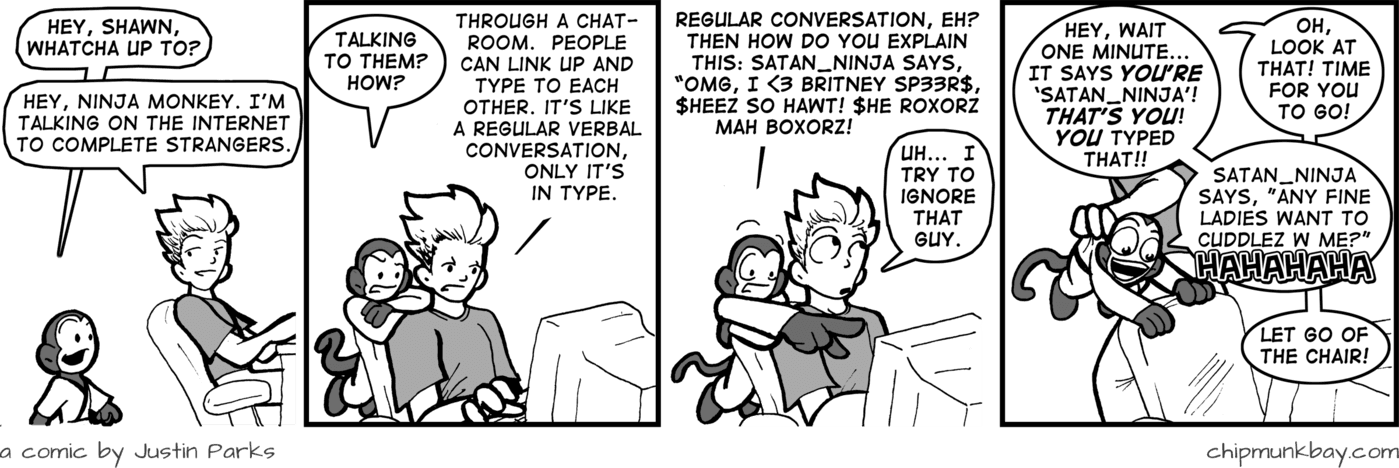 HEY, SHAWN,
WHATCHA UP TO?
HEY, NINJA MONKEY. I'M
TALKING ON THE INTERNET
TO COMPLETE STRANGERS.
TALKING
TO THEM?
HOW?
THROUGH A CHAT-
ROOM. PEOPLE
CAN LINK UP AND
TYPE TO EACH
OTHER. IT'S LIKE
A REGULAR VERBAL
CONVERSATION,
ONLY IT'S
IN TYPE.
REGULAR CONVERSATION, EH?
THEN HOW DO YOU EXPLAIN
THIS: SATAN_NINJA SAYS,
"OMG, I <3 BRITNEY SP33R$,
$HEEZ SO HAWT! $HE ROXORZ
MAH BOXORZ!
UH... I
TRY TO
IGNORE
THAT
GUY.
HEY, WAIT
ONE MINUTE...
IT SAYS YOU'RE
'SATAN_NINJA'!
THAT'S YOU!
YOU TYPED
THAT!!
OH,
LOOK AT
THAT! TIME
FOR YOU
TO GO!
SATAN_NINJA
SAYS, "ANY FINE
LADIES WANT TO
CUDDLEZ W ME?"
HAHAHAHA
LET GO OF
THE CHAIR!
a comic by Justin Parks
chipmunkbay.com